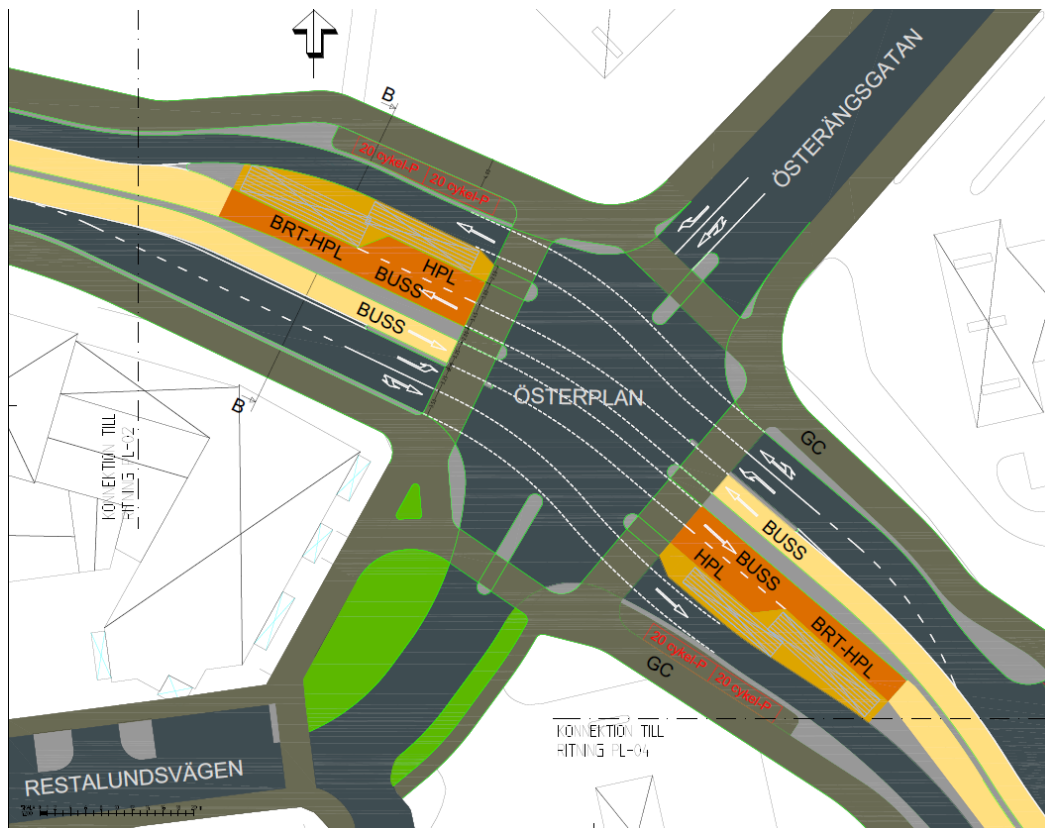 B
20 cykel-P
20 cykel-P
ÖSTERÄNGSGATAN
BRT-HPL
HPL
BUSS
BUSS
B
ÖSTERPLAN
KONNEKTION TILL
RITNING PL-02
GC
BUSS
BUSS
HPL
BRT-HPL
20 cykel-P
20 cykel-P
GC
KONNEKTION TILL
RITNING PL-04
RESTALUNDSVÄGEN